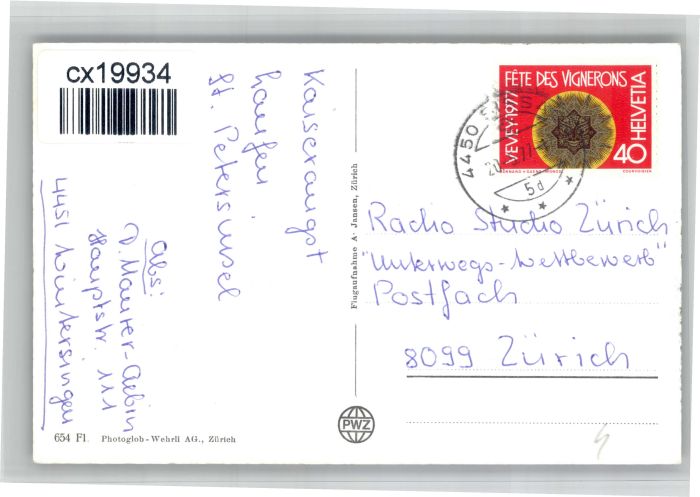 cx19934
Kaiseraugst
Laufen
St. Petersinsel
Abs:
D. Maurer-Aebin
Hauptstr. 111
4451 Wintersingen
654 Fl. Photoglob-Wehrli AG., Zürich
Flugaufnahme A. Jansen, Zürich
PWZ
FÊTE DES VIGNERONS
VEVEY·1977
HELVETIA
40
COURVOISIER
4450
5d
Radio Studio Zürich
"Unterwegs-Wettbewerb"
Postfach
8099 Zürich